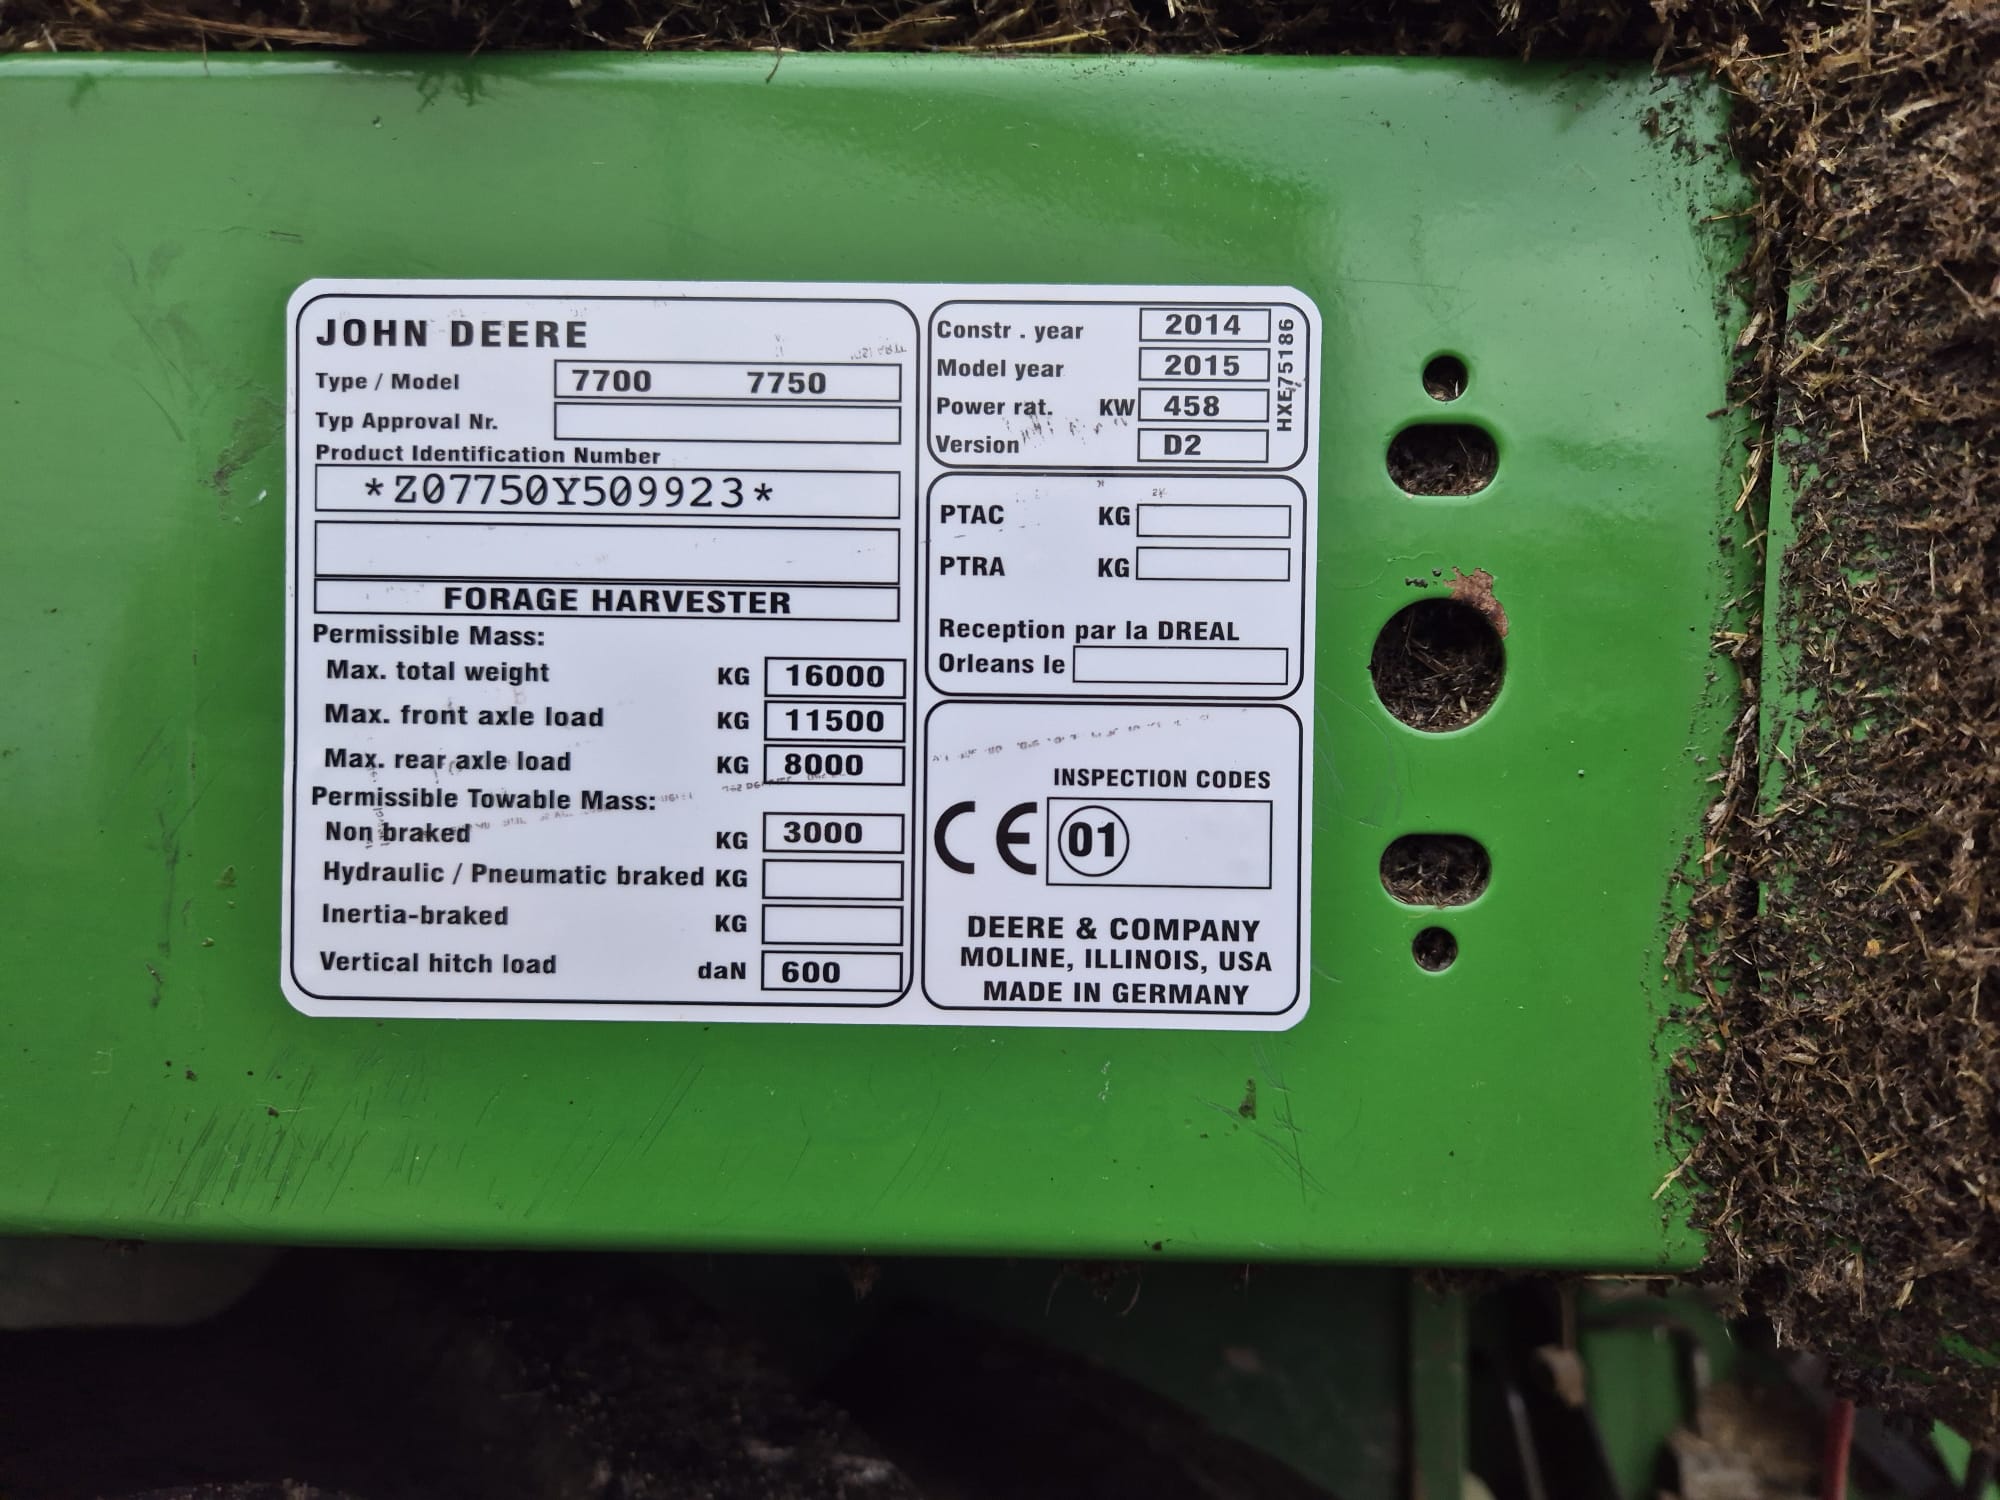 JOHN DEERE
Type / Model 7700 7750
Typ Approval Nr.
Product Identification Number
*Z07750Y509923*
FORAGE HARVESTER
Permissible Mass:
Max. total weight KG 16000
Max. front axle load KG 11500
Max. rear axle load KG 8000
Permissible Towable Mass:
Non braked KG 3000
Hydraulic / Pneumatic braked KG
Inertia-braked KG
Vertical hitch load daN 600
Constr . year 2014
Model year 2015
Power rat. KW 458
Version D2
HXE75186
PTAC KG
PTRA KG
Reception par la DREAL
Orleans le
INSPECTION CODES
CE 01
DEERE & COMPANY
MOLINE, ILLINOIS, USA
MADE IN GERMANY